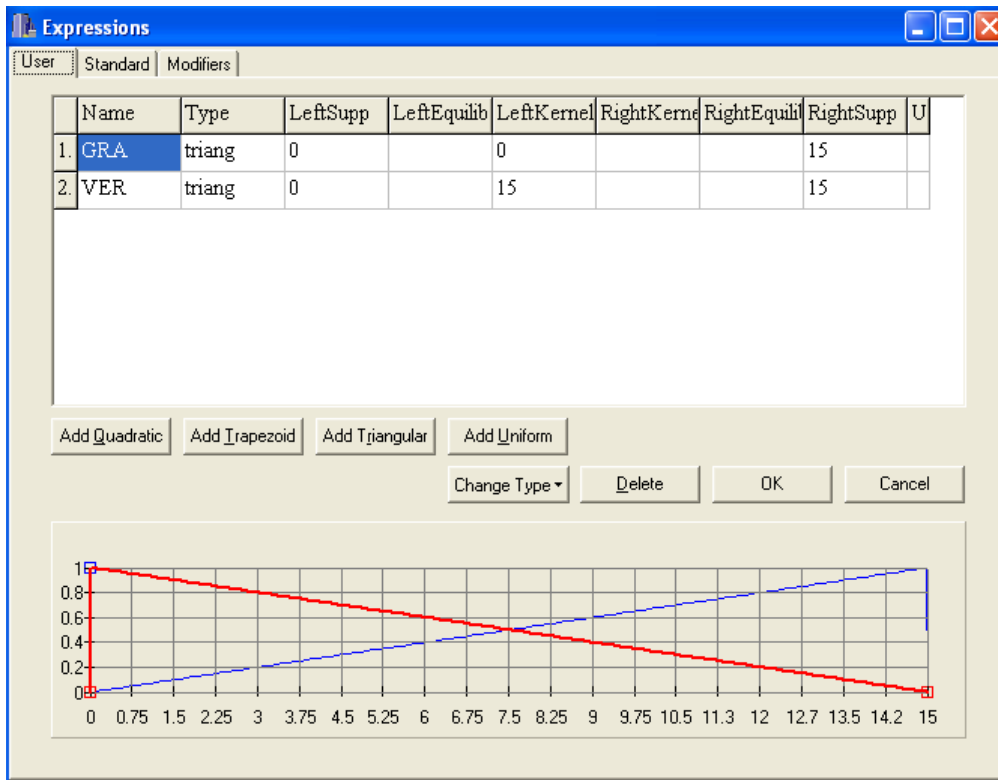 Expressions
User Standard Modifiers
Name Type LeftSupp LeftEquilib LeftKernel RightKerne RightEquilil RightSupp U
1. GRA triang 0 0 15
2. VER triang 0 15 15
Add Quadratic Add Trapezoid Add Triangular Add Uniform
Change Type Delete OK Cancel
1
0.8
0.6
0.4
0.2
0
0 0.75 1.5 2.25 3 3.75 4.5 5.25 6 6.75 7.5 8.25 9 9.75 10.5 11.3 12 12.7 13.5 14.2 15